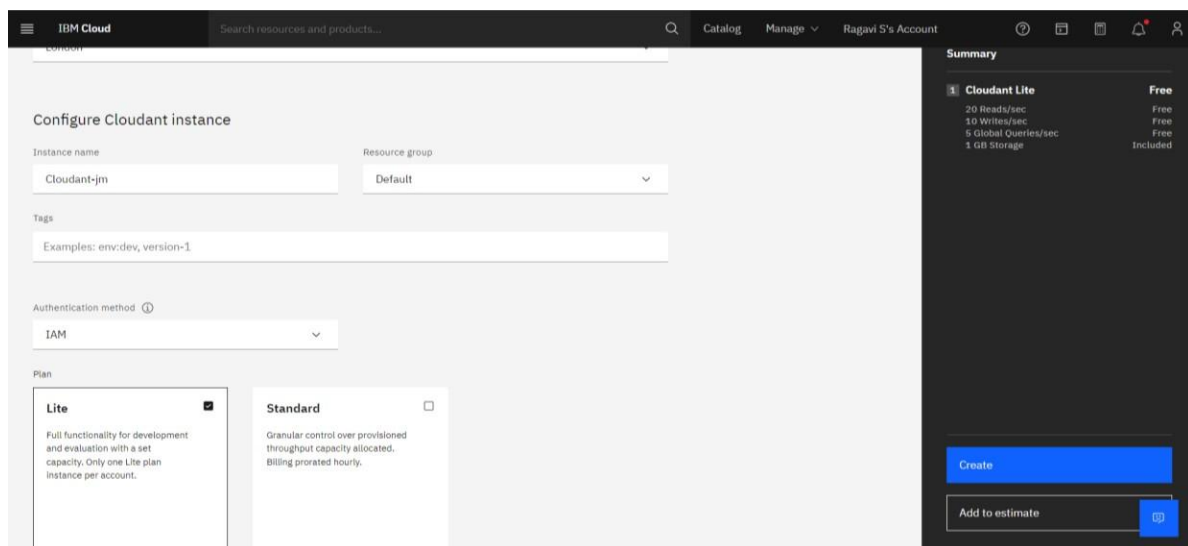 IBM Cloud
Search resources and products...
Catalog
Manage
Ragavi S's Account
London
Configure Cloudant instance
Instance name
Resource group
Cloudant-jm
Default
Tags
Examples: env:dev, version-1
Authentication method
IAM
Plan
Lite
Full functionality for development
and evaluation with a set
capacity. Only one Lite plan
instance per account.
Standard
Granular control over provisioned
throughput capacity allocated.
Billing prorated hourly.
Summary
1 Cloudant Lite Free
20 Reads/sec Free
10 Writes/sec Free
5 Global Queries/sec Free
1 GB Storage Included
Create
Add to estimate